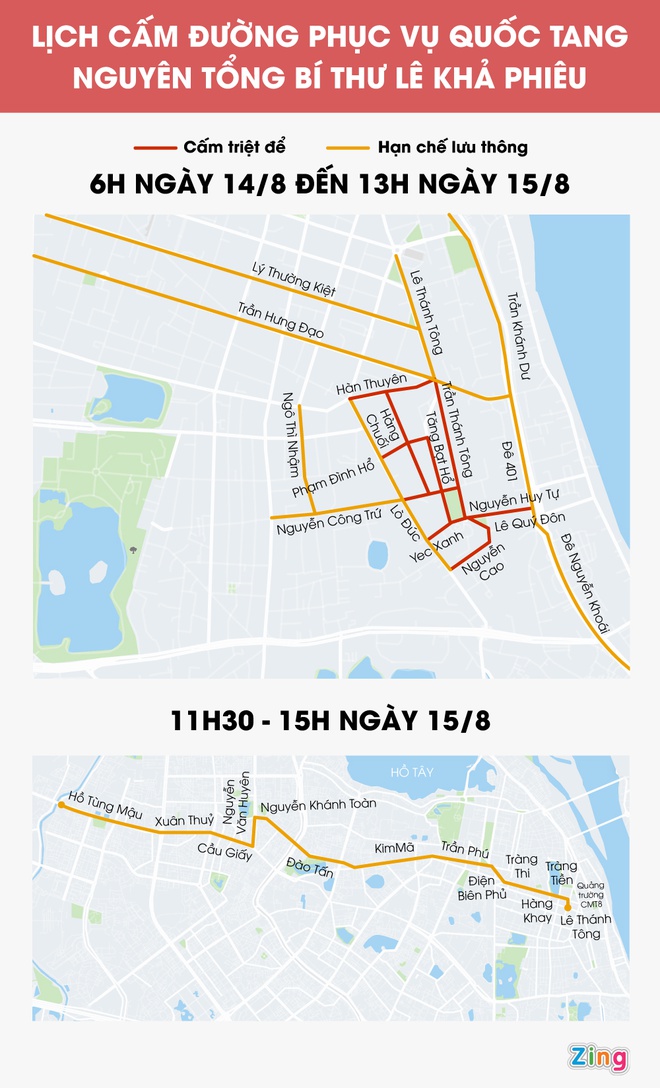 LỊCH CẤM ĐƯỜNG PHỤC VỤ QUỐC TANG
NGUYÊN TỔNG BÍ THƯ LÊ KHẢ PHIÊU
Cấm triệt để
Hạn chế lưu thông
6H NGÀY 14/8 ĐẾN 13H NGÀY 15/8
Lý Thường Kiệt
Trần Hưng Đạo
Lê Thánh Tông
Trần Khánh Dư
Hàn Thuyên
Ngô Thì Nhậm
Hàng
Chuối
Tăng Bạt Hổ
Trần Thánh Tông
Đê 401
Phạm Đình Hổ
Nguyễn Công Trứ
Lò Đúc
Nguyễn Huy Tự
Lê Quý Đôn
Yec Xanh
Nguyễn
Cao
Đê Nguyễn Khoái
11H30 - 15H NGÀY 15/8
HỒ TÂY
Hồ Tùng Mậu
Xuân Thuỷ
Nguyễn
Văn Huyên
Nguyễn Khánh Toàn
Cầu Giấy
Đào Tấn
KimMã
Trần Phú
Điện
Biên Phủ
Tràng
Thi
Tràng
Tiền
Quảng
trường
CMT8
Hàng
Khay
Lê Thánh
Tông
Zing